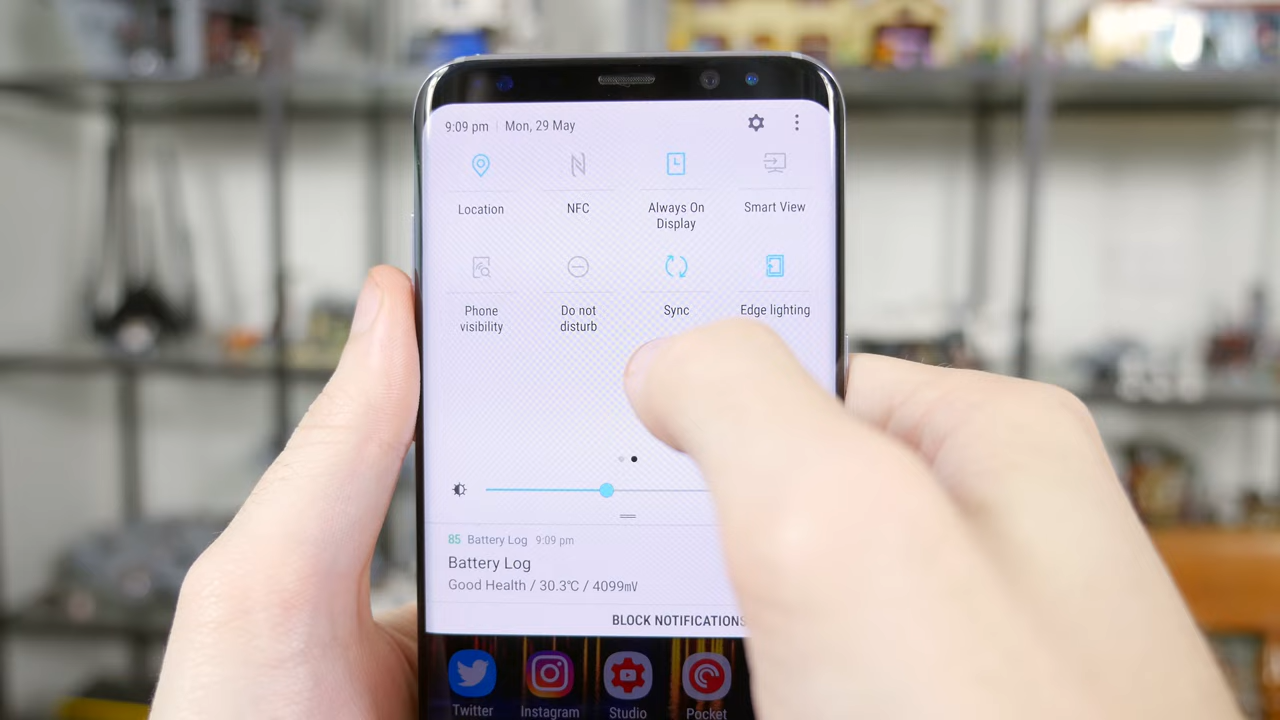 9:09 pm | Mon, 29 May
Location
NFC
Always On
Display
Smart View
Phone
visibility
Do not
disturb
Sync
Edge lighting
85 Battery Log 9:09 pm
Battery Log
Good Health / 30.3℃ / 4099mV
BLOCK NOTIFICATIONS
Twitter
Instagram
Studio
Pocket